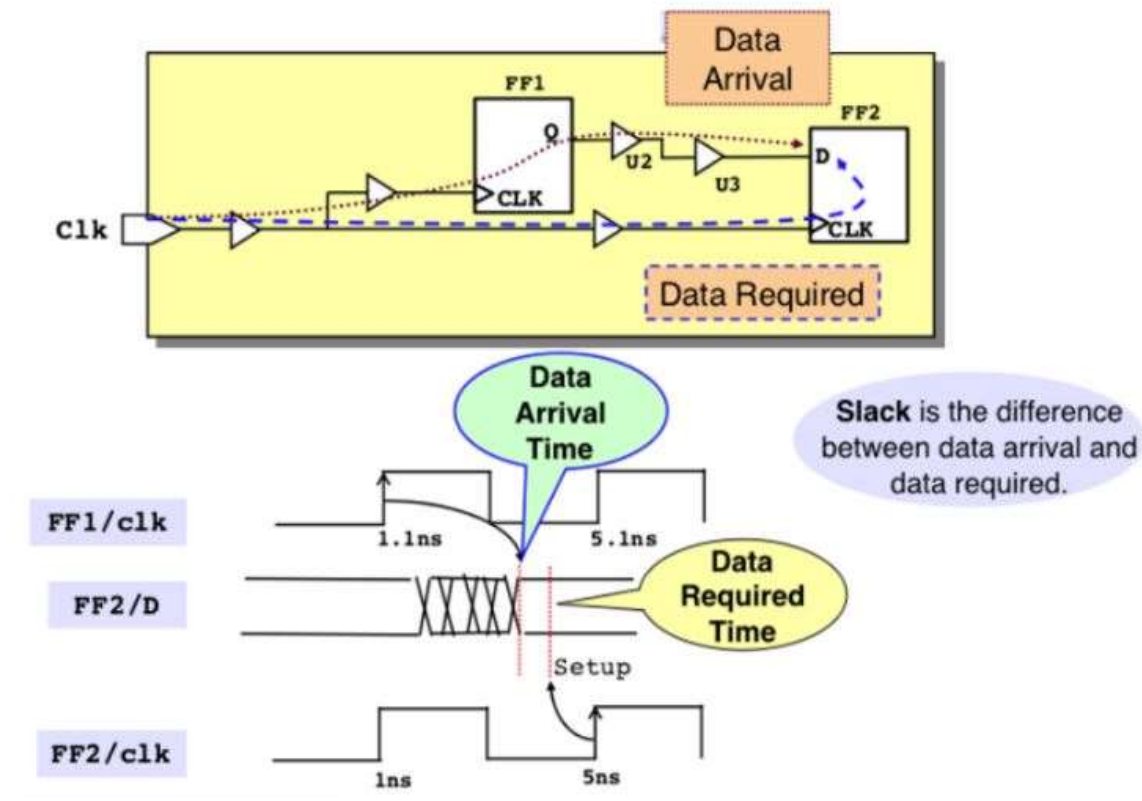 Data
Arrival
FF1
FF2
Q
U2
D
U3
CLK
Clk
CLK
Data Required
Data
Arrival
Time
Slack is the difference
between data arrival and
data required.
FF1/clk
1.1ns
5.1ns
Data
Required
Time
FF2/D
Setup
FF2/clk
1ns
5ns